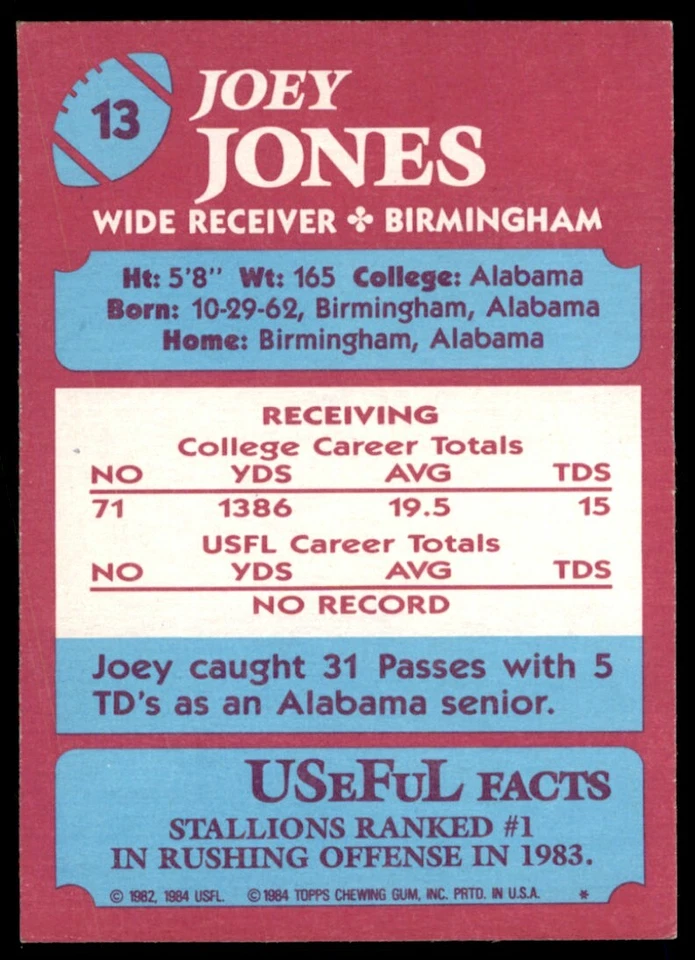 13
JOEY
JONES
WIDE RECEIVER ✤ BIRMINGHAM
Ht: 5'8" Wt: 165 College: Alabama
Born: 10-29-62, Birmingham, Alabama
Home: Birmingham, Alabama
RECEIVING
College Career Totals
NO YDS AVG TDS
71 1386 19.5 15
USFL Career Totals
NO YDS AVG TDS
NO RECORD
Joey caught 31 Passes with 5
TD's as an Alabama senior.
USeFuL FACTS
STALLIONS RANKED #1
IN RUSHING OFFENSE IN 1983.
© 1982, 1984 USFL. © 1984 TOPPS CHEWING GUM, INC. PRTD. IN U.S.A. *